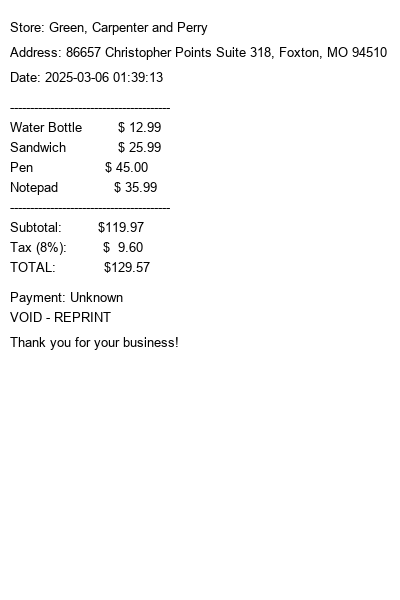 Store: Green, Carpenter and Perry
Address: 86657 Christopher Points Suite 318, Foxton, MO 94510
Date: 2025-03-06 01:39:13
----------------------------------------
Water Bottle $ 12.99
Sandwich $ 25.99
Pen $ 45.00
Notepad $ 35.99
----------------------------------------
Subtotal: $119.97
Tax (8%): $ 9.60
TOTAL: $129.57
Payment: Unknown
VOID - REPRINT
Thank you for your business!